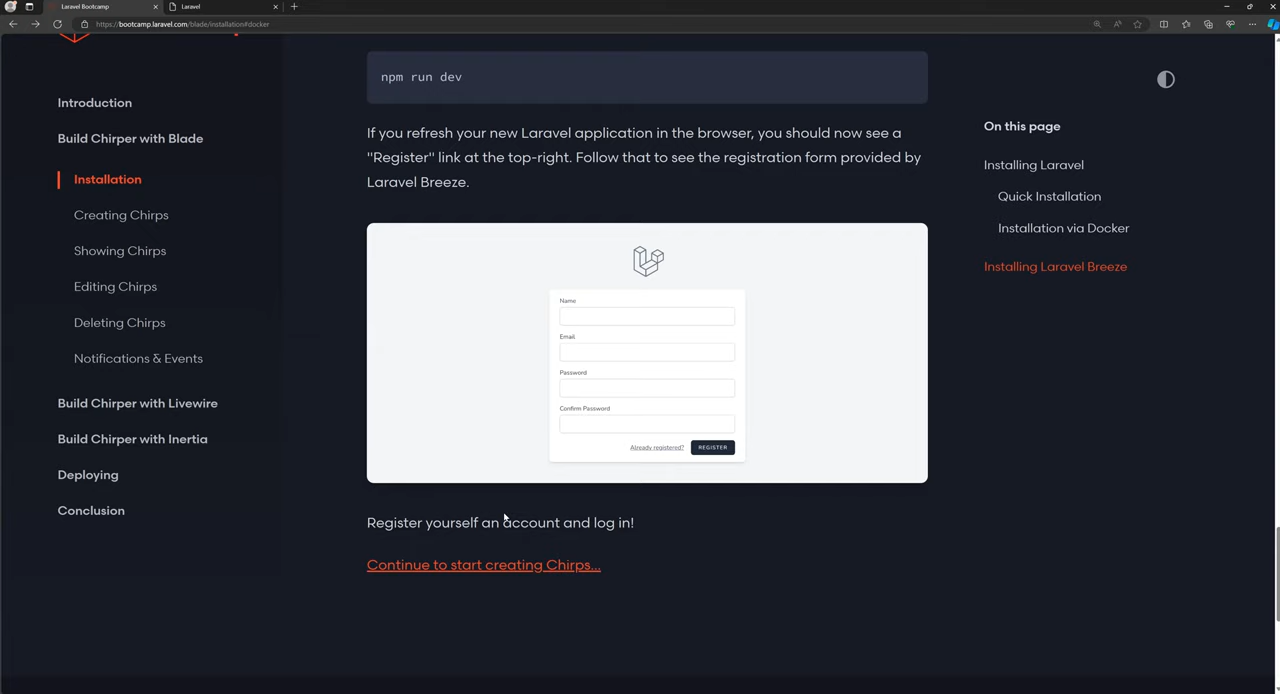 Laravel Bootcamp
Laravel
https://bootcamp.laravel.com/blade/installation#docker
Introduction
Build Chirper with Blade
Installation
Creating Chirps
Showing Chirps
Editing Chirps
Deleting Chirps
Notifications & Events
Build Chirper with Livewire
Build Chirper with Inertia
Deploying
Conclusion
npm run dev
If you refresh your new Laravel application in the browser, you should now see a
"Register" link at the top-right. Follow that to see the registration form provided by
Laravel Breeze.
Name
Email
Password
Confirm Password
Already registered?
REGISTER
Register yourself an account and log in!
Continue to start creating Chirps...
On this page
Installing Laravel
Quick Installation
Installation via Docker
Installing Laravel Breeze